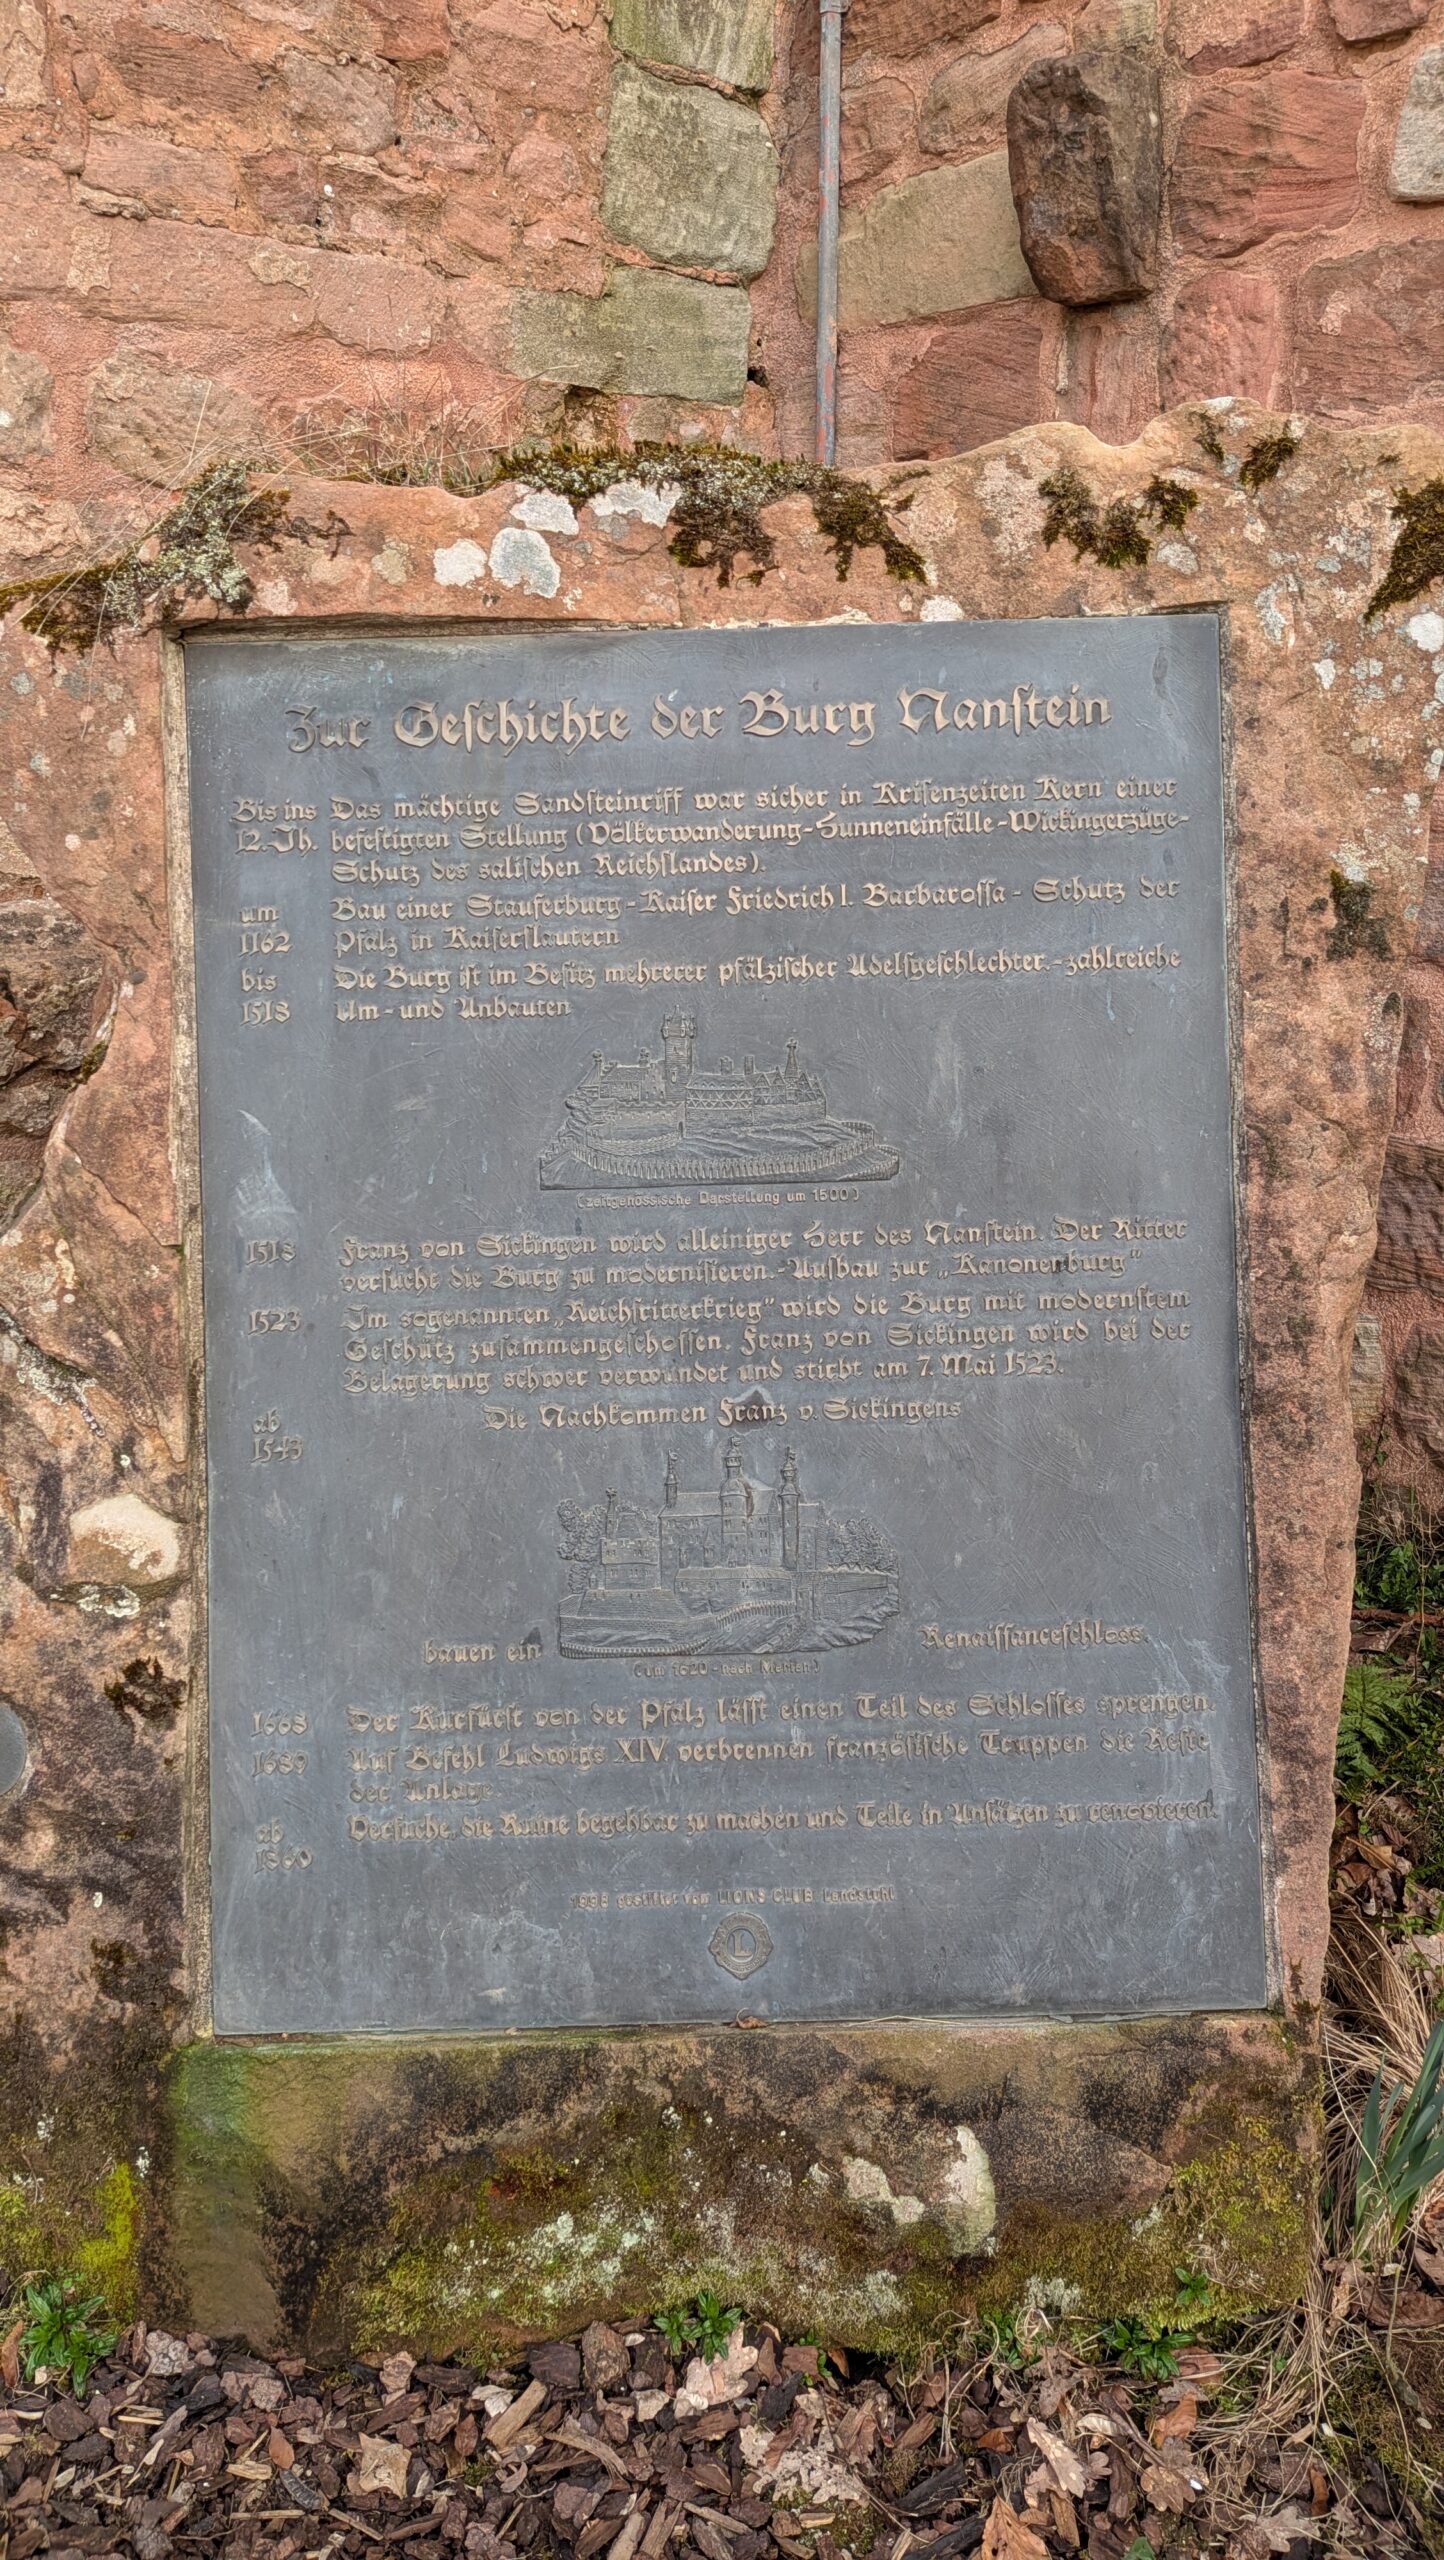 Zur Geschichte der Burg Nanstein
Bis ins Das mächtige Sandsteinriff war sicher in Krisenzeiten Kern einer
12.-Jh. befestigten Stellung (Völkerwanderung-Hunneneinfälle-Wickingerzüge-
Schutz des salischen Reichslandes).
um Bau einer Stauferburg-Kaiser Friedrich I. Barbarossa - Schutz der
1162 Pfalz in Kaiserslautern
bis Die Burg ist im Besitz mehrerer pfälzischer Adelsgeschlechter.-zahlreiche
1518 Um- und Anbauten
(zeitgenössische Darstellung um 1500)
1518 Franz von Sickingen wird alleiniger Herr des Nanstein. Der Ritter
versucht die Burg zu modernisieren.-Ausbau zur „Kanonenburg"
1523 Im sogenannten „Reichsritterkrieg" wird die Burg mit modernstem
Geschütz zusammengeschossen. Franz von Sickingen wird bei der
Belagerung schwer verwundet und stirbt am 7. Mai 1523.
ab Die Nachkommen Franz v. Sickingens
1543
bauen ein Renaissanceschloss.
(um 1620 - nach Merian)
1668 Der Kurfürst von der Pfalz lässt einen Teil des Schlosses sprengen.
1689 Auf Befehl Ludwigs XIV. verbrennen französische Truppen die Reste
der Anlage.
ab Versuche, die Ruine begehbar zu machen und Teile in Ansätzen zu renovieren.
1860
1998 gestiftet vom LIONS CLUB Landstuhl
L